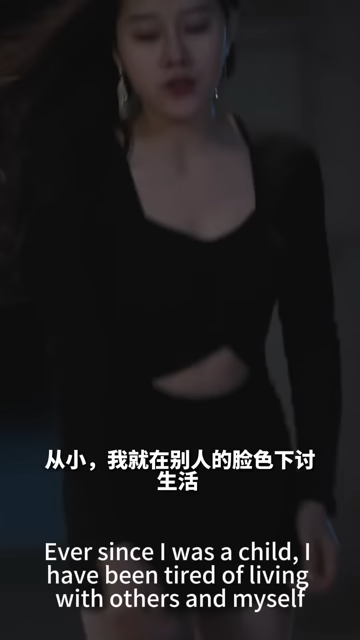 从小，我就在别人的脸色下讨
生活
Ever since I was a child, I
have been tired of living
with others and myself